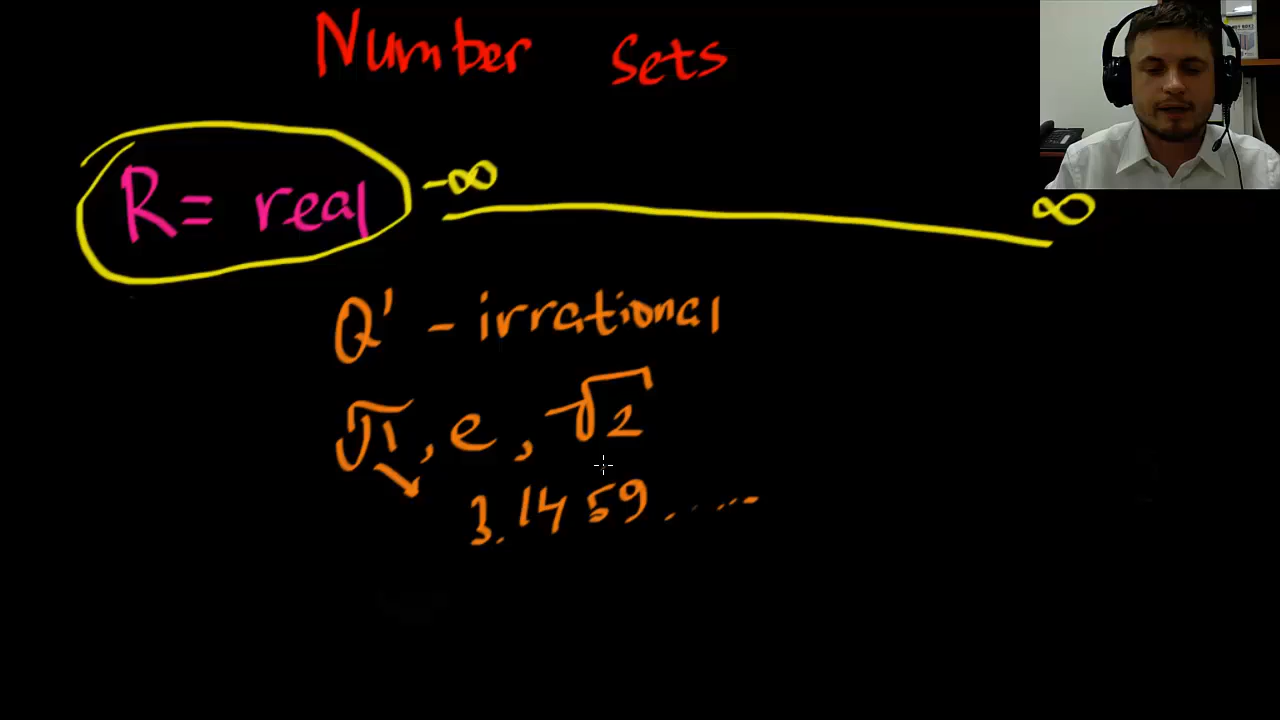 Number sets
R = real
-∞ ∞
Q' - irrational
π, e, √2
3.1459.....